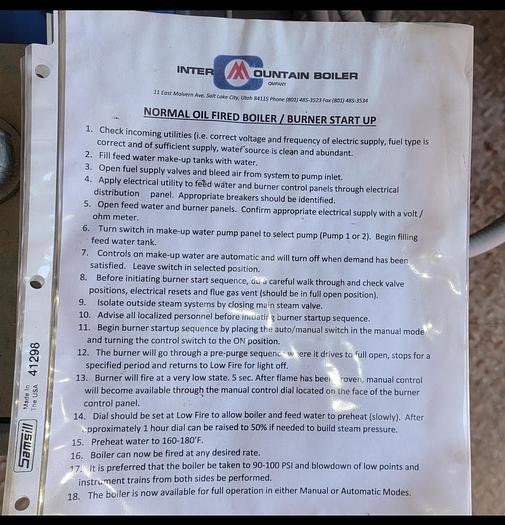 INTER M OUNTAIN BOILER
OMPANY
11 East Malvern Ave. Salt Lake City, Utah 84115 Phone (801) 485-3523 Fax (801) 485-3534
NORMAL OIL FIRED BOILER / BURNER START UP
1. Check incoming utilities (i.e. correct voltage and frequency of electric supply, fuel type is
correct and of sufficient supply, water source is clean and abundant.
2. Fill feed water make-up tanks with water.
3. Open fuel supply valves and bleed air from system to pump inlet.
4. Apply electrical utility to feed water and burner control panels through electrical
distribution panel. Appropriate breakers should be identified.
5. Open feed water and burner panels. Confirm appropriate electrical supply with a volt /
ohm meter.
6. Turn switch in make-up water pump panel to select pump (Pump 1 or 2). Begin filling
feed water tank.
7. Controls on make-up water are automatic and will turn off when demand has been
satisfied. Leave switch in selected position.
8. Before initiating burner start sequence, do a careful walk through and check valve
positions, electrical resets and flue gas vent (should be in full open position).
9. Isolate outside steam systems by closing main steam valve.
10. Advise all localized personnel before initiating burner startup sequence.
11. Begin burner startup sequence by placing the auto/manual switch in the manual mode
and turning the control switch to the ON position.
12. The burner will go through a pre-purge sequence where it drives to full open, stops for a
specified period and returns to Low Fire for light off.
13. Burner will fire at a very low state. 5 sec. After flame has been proven, manual control
will become available through the manual control dial located on the face of the burner
control panel.
14. Dial should be set at Low Fire to allow boiler and feed water to preheat (slowly). After
approximately 1 hour dial can be raised to 50% if needed to build steam pressure.
15. Preheat water to 160-180'F.
16. Boiler can now be fired at any desired rate.
17. It is preferred that the boiler be taken to 90-100 PSI and blowdown of low points and
instrument trains from both sides be performed.
18. The boiler is now available for full operation in either Manual or Automatic Modes.
Samsill Made in The USA 41298